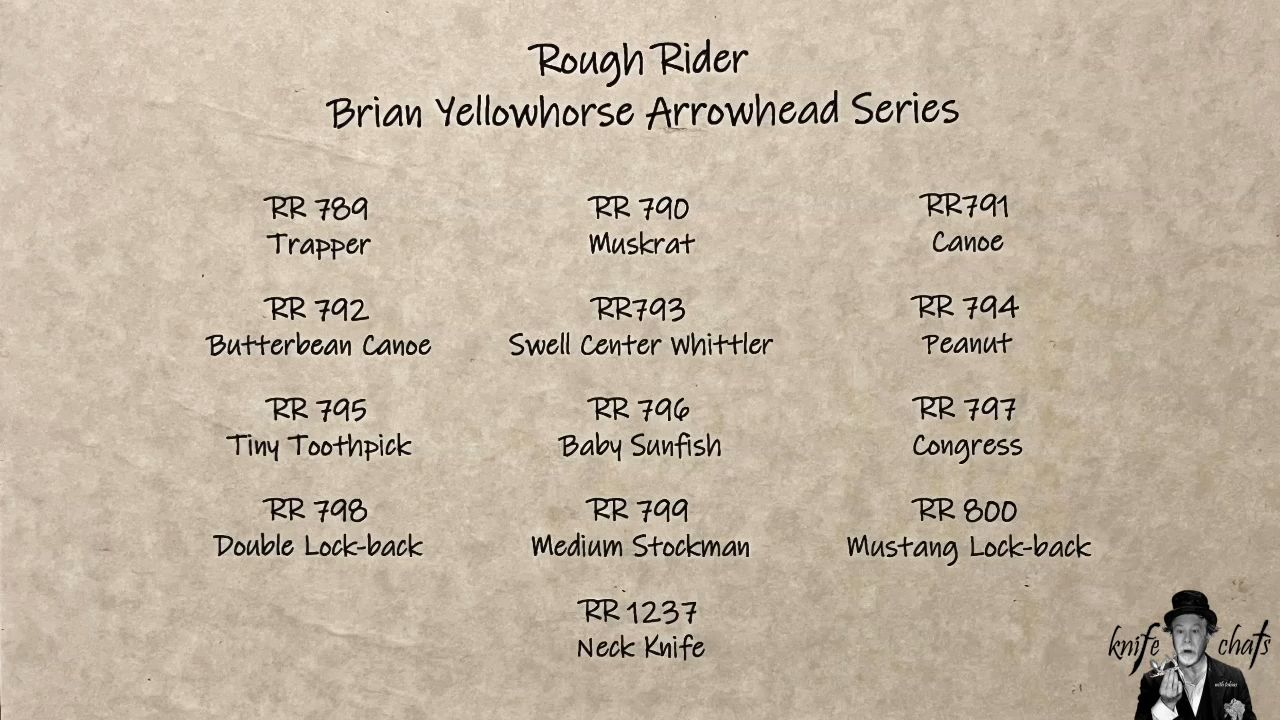 Rough Rider
Brian Yellowhorse Arrowhead Series
RR 789
Trapper
RR 790
Muskrat
RR791
Canoe
RR 792
Butterbean Canoe
RR793
Swell Center Whittler
RR 794
Peanut
RR 795
Tiny Toothpick
RR 796
Baby Sunfish
RR 797
Congress
RR 798
Double Lock-back
RR 799
Medium Stockman
RR 800
Mustang Lock-back
RR 1237
Neck Knife
knife chats